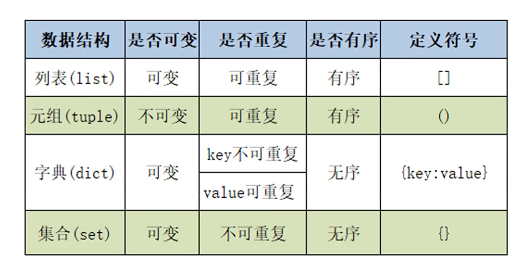 数据结构 是否可变 是否重复 是否有序 定义符号
列表(list) 可变 可重复 有序 []
元组(tuple) 不可变 可重复 有序 ()
字典(dict) 可变 key不可重复 无序 {key:value}
value可重复
集合(set) 可变 不可重复 无序 {}